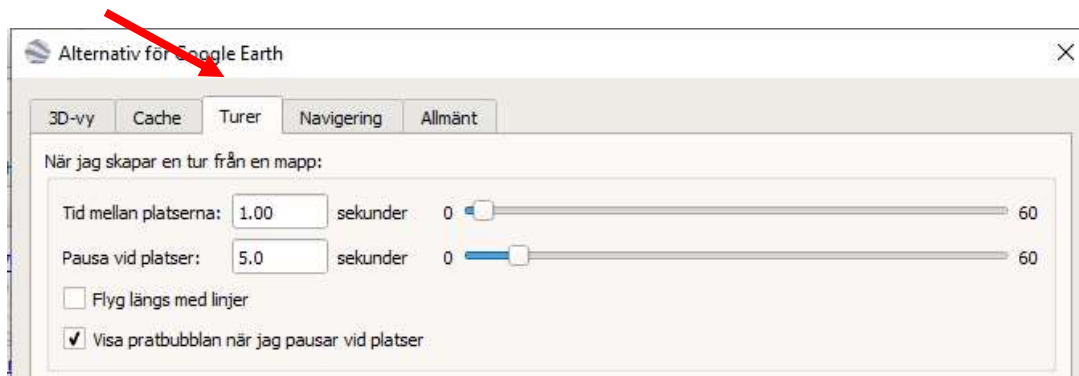 Alternativ för Google Earth
3D-vy Cache Turer Navigering Allmänt
När jag skapar en tur från en mapp:
Tid mellan platserna: 1.00 sekunder 0 60
Pausa vid platser: 5.0 sekunder 0 60
Flyg längs med linjer
Visa pratbubblan när jag pausar vid platser